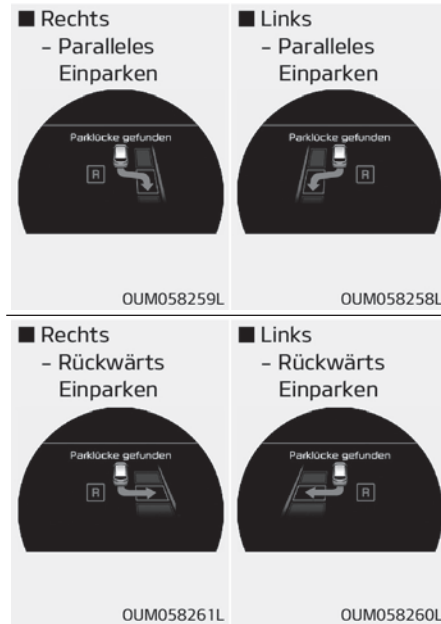 ■ Rechts
– Paralleles
Einparken
Parklücke gefunden
R
OUM058259L
■ Links
– Paralleles
Einparken
Parklücke gefunden
R
OUM058258L
■ Rechts
– Rückwärts
Einparken
Parklücke gefunden
R
OUM058261L
■ Links
– Rückwärts
Einparken
Parklücke gefunden
R
OUM058260L